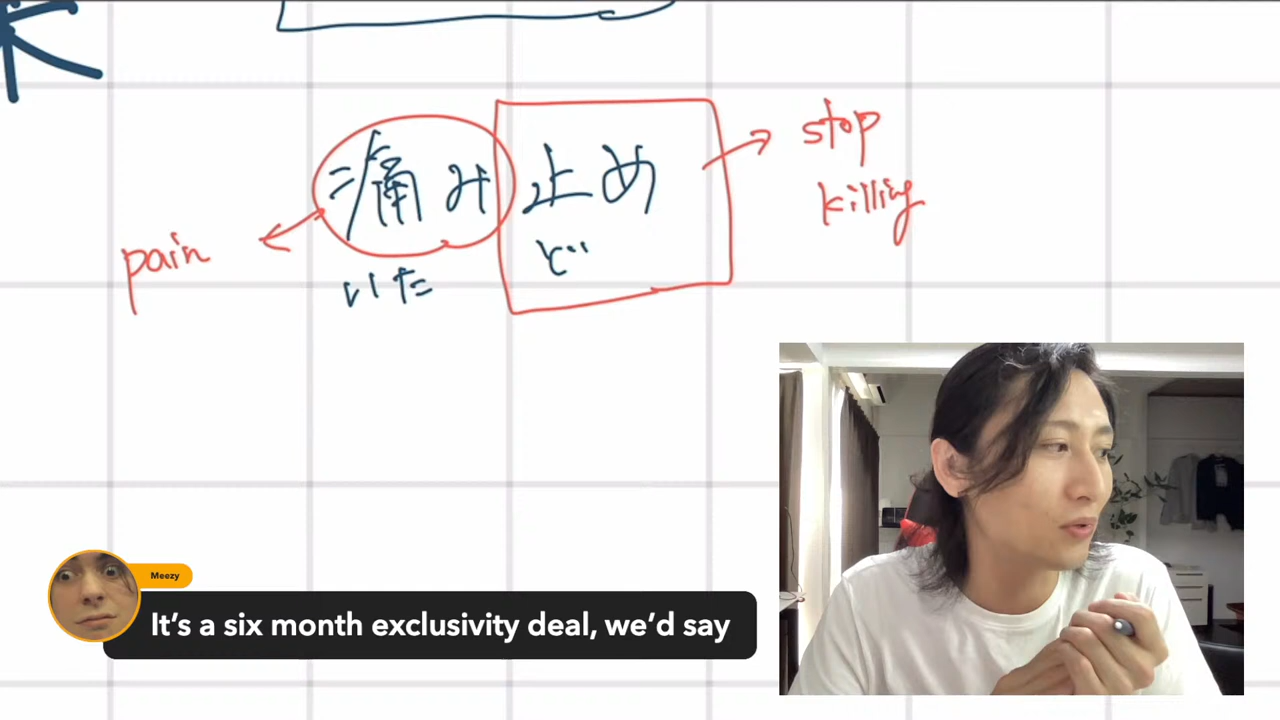 痛み止め
いた ど
pain
stop
killing
Meezy
It's a six month exclusivity deal, we'd say